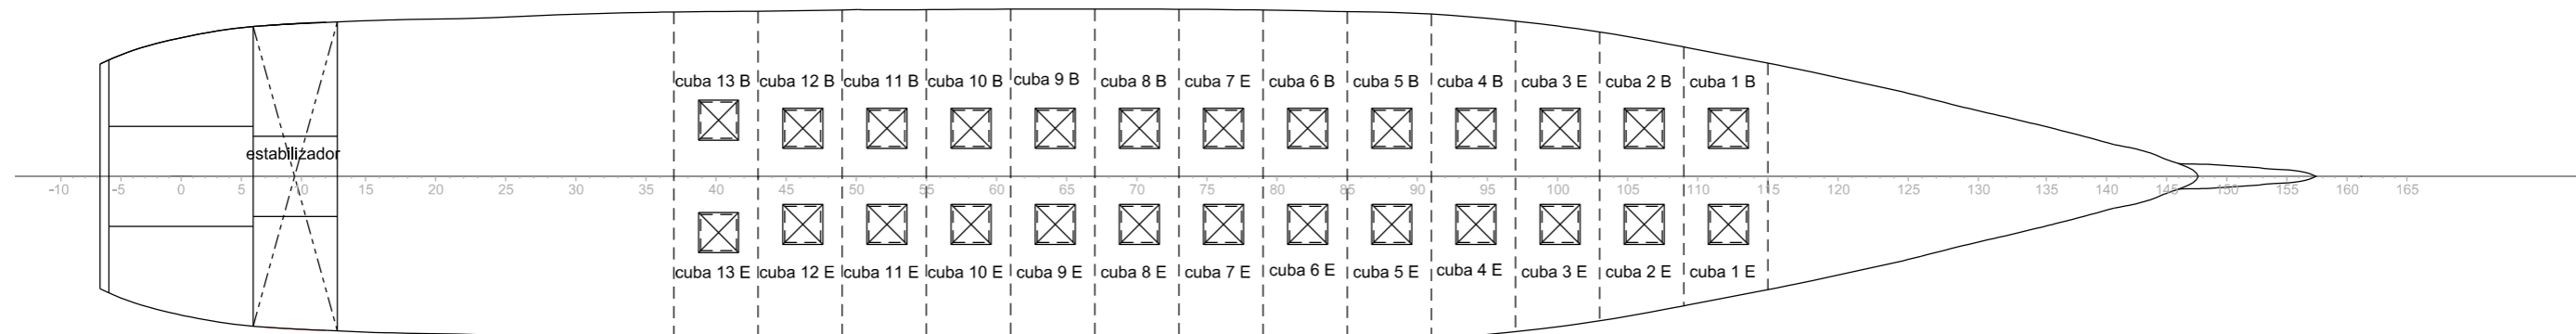 cuba 13 B cuba 12 B cuba 11 B cuba 10 B cuba 9 B cuba 8 B cuba 7 E cuba 6 B cuba 5 B cuba 4 B cuba 3 E cuba 2 B cuba 1 B
estabilizador
-10 -5 0 5 10 15 20 25 30 35 40 45 50 55 60 65 70 75 80 85 90 95 100 105 110 115 120 125 130 135 140 145 150 155 160 165
cuba 13 E cuba 12 E cuba 11 E cuba 10 E cuba 9 E cuba 8 E cuba 7 E cuba 6 E cuba 5 E cuba 4 E cuba 3 E cuba 2 E cuba 1 E